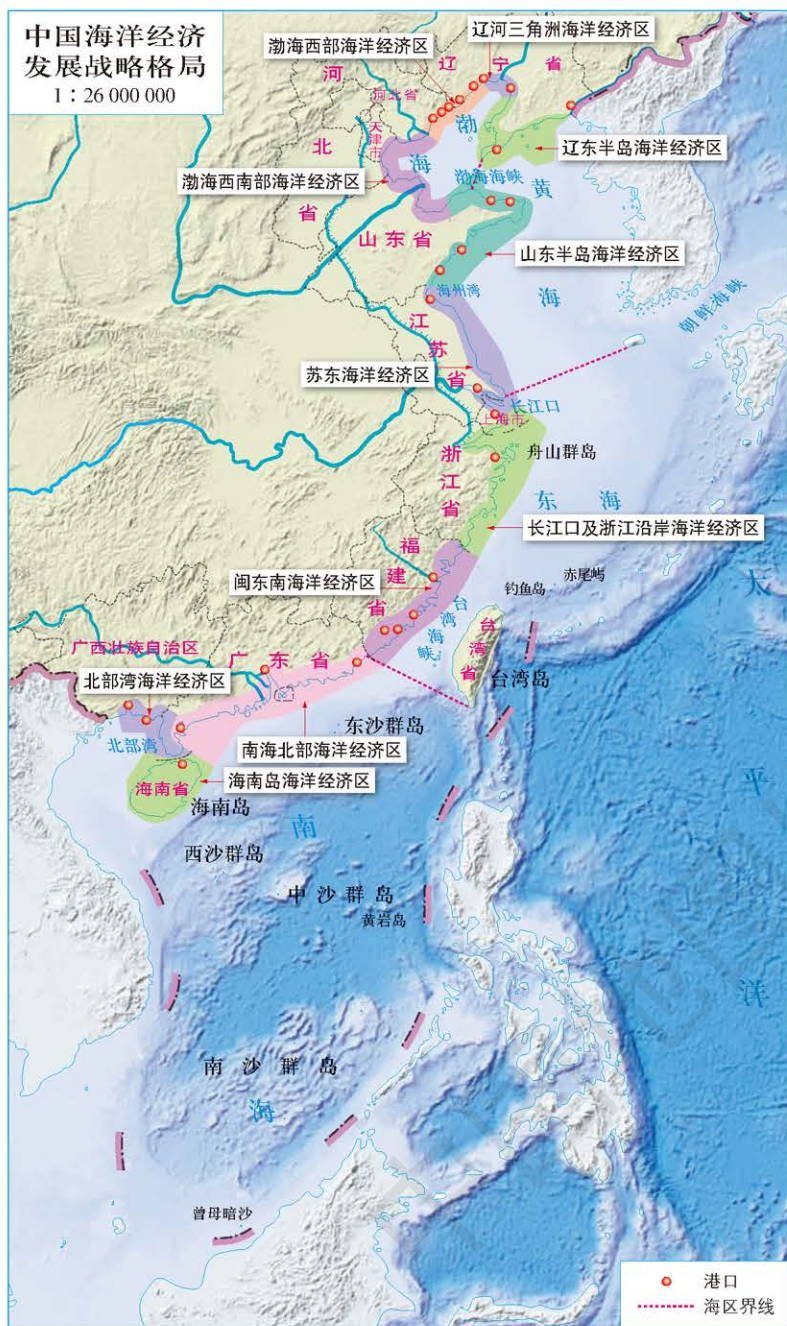 中国海洋经济
发展战略格局
1：26 000 000
渤海西部海洋经济区
辽河三角洲海洋经济区
辽宁省
河北省
河北省
天津市
渤海
辽东半岛海洋经济区
渤海西南部海洋经济区
渤海海峡
黄海
山东省
山东半岛海洋经济区
海州湾
朝鲜海峡
江苏省
苏东海洋经济区
长江口
上海市
浙江省
舟山群岛
东海
长江口及浙江沿岸海洋经济区
福建省
闽东南海洋经济区
台湾海峡
钓鱼岛
赤尾屿
太平洋
台湾省
台湾岛
广西壮族自治区
广东省
北部湾海洋经济区
北部湾
东沙群岛
南海北部海洋经济区
海南省
海南岛海洋经济区
海南岛
南海
西沙群岛
中沙群岛
黄岩岛
南沙群岛
曾母暗沙
港口
海区界线